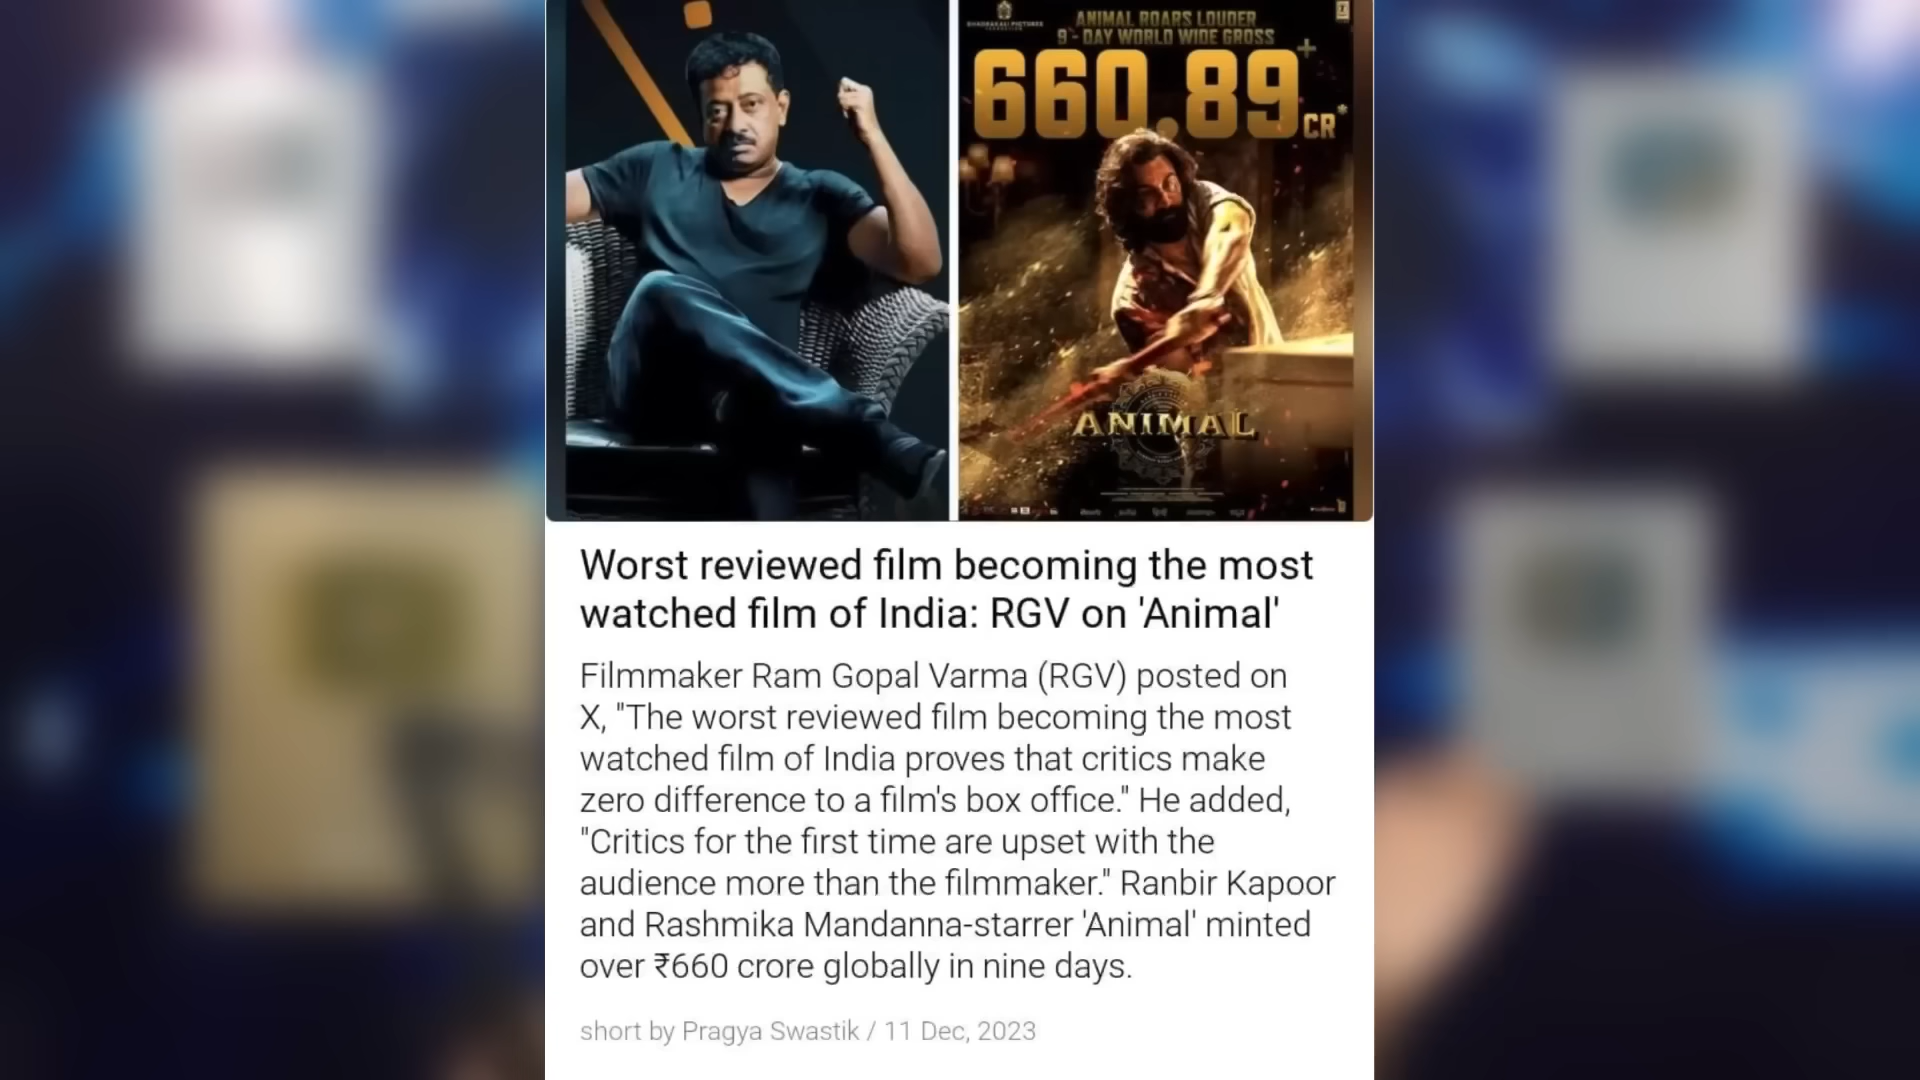 BHADRAKALI PICTURES
ANIMAL ROARS LOUDER
9 - DAY WORLD WIDE GROSS
660.89+
CR*
ANIMAL
Worst reviewed film becoming the most
watched film of India: RGV on 'Animal'
Filmmaker Ram Gopal Varma (RGV) posted on
X, "The worst reviewed film becoming the most
watched film of India proves that critics make
zero difference to a film's box office." He added,
"Critics for the first time are upset with the
audience more than the filmmaker." Ranbir Kapoor
and Rashmika Mandanna-starrer 'Animal' minted
over ₹660 crore globally in nine days.
short by Pragya Swastik / 11 Dec, 2023